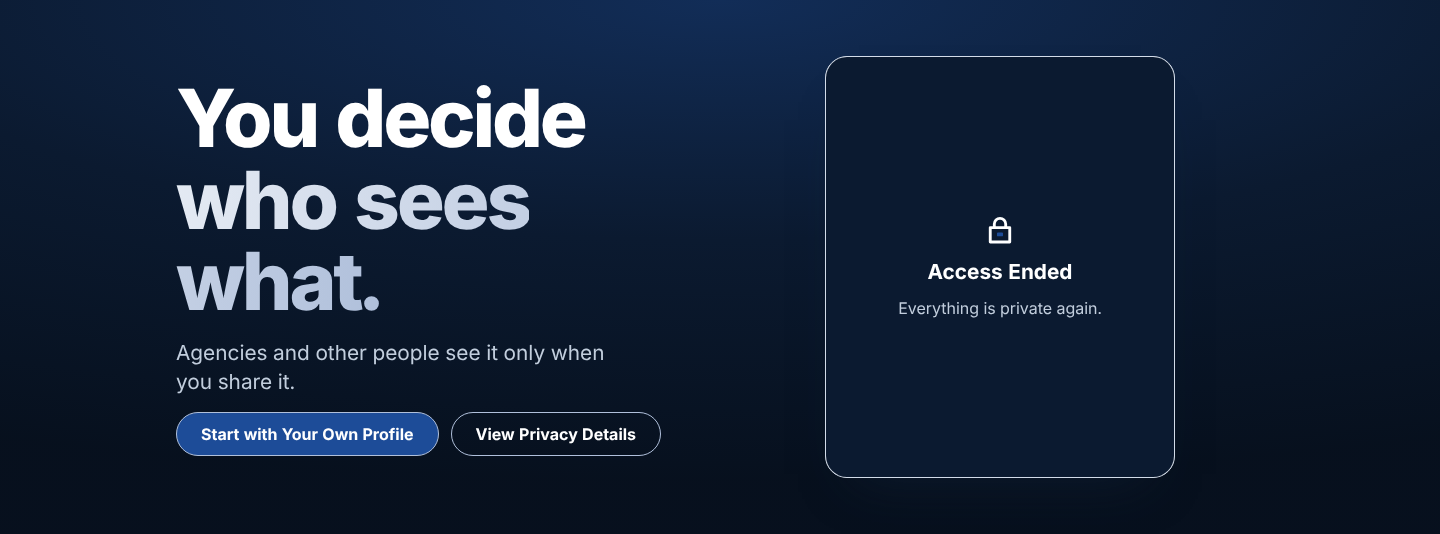 You decide
who sees
what.
Agencies and other people see it only when
you share it.
Start with Your Own Profile
View Privacy Details
Access Ended
Everything is private again.